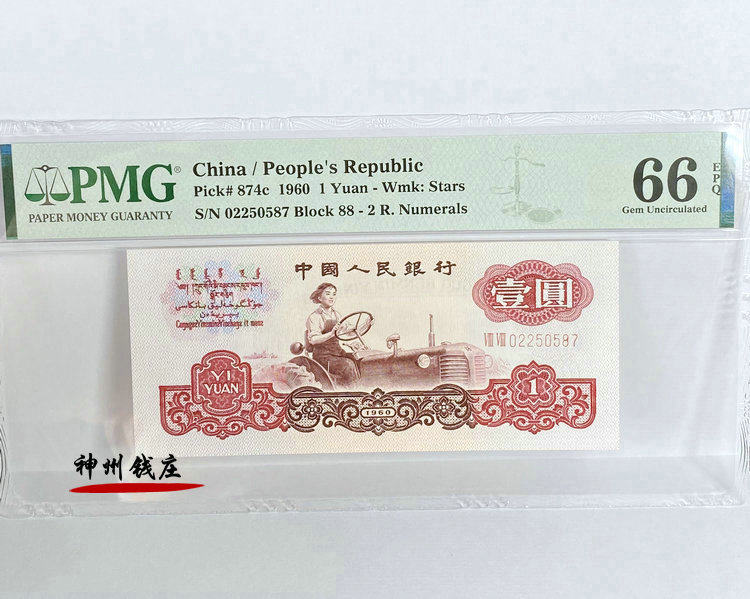 PMG®
PAPER MONEY GUARANTY
China / People's Republic
Pick# 874c 1960 1 Yuan - Wmk: Stars
S/N 02250587 Block 88 - 2 R. Numerals
66
Gem Uncirculated
E
P
Q
中國人民銀行
壹圓
VIII VIII 02250587
YI
YUAN
1
1960
神州钱庄